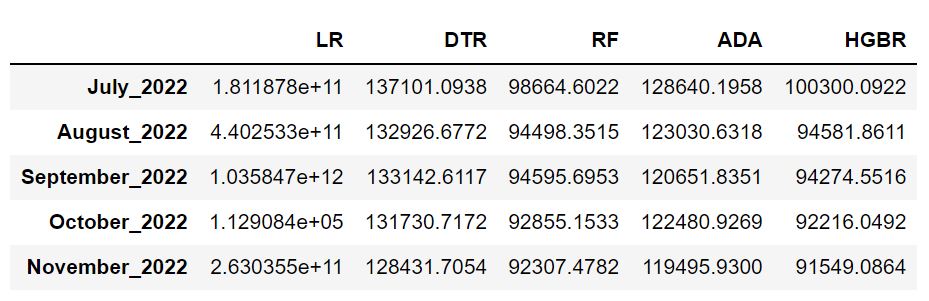 LR DTR RF ADA HGBR
July_2022 1.811878e+11 137101.0938 98664.6022 128640.1958 100300.0922
August_2022 4.402533e+11 132926.6772 94498.3515 123030.6318 94581.8611
September_2022 1.035847e+12 133142.6117 94595.6953 120651.8351 94274.5516
October_2022 1.129084e+05 131730.7172 92855.1533 122480.9269 92216.0492
November_2022 2.630355e+11 128431.7054 92307.4782 119495.9300 91549.0864